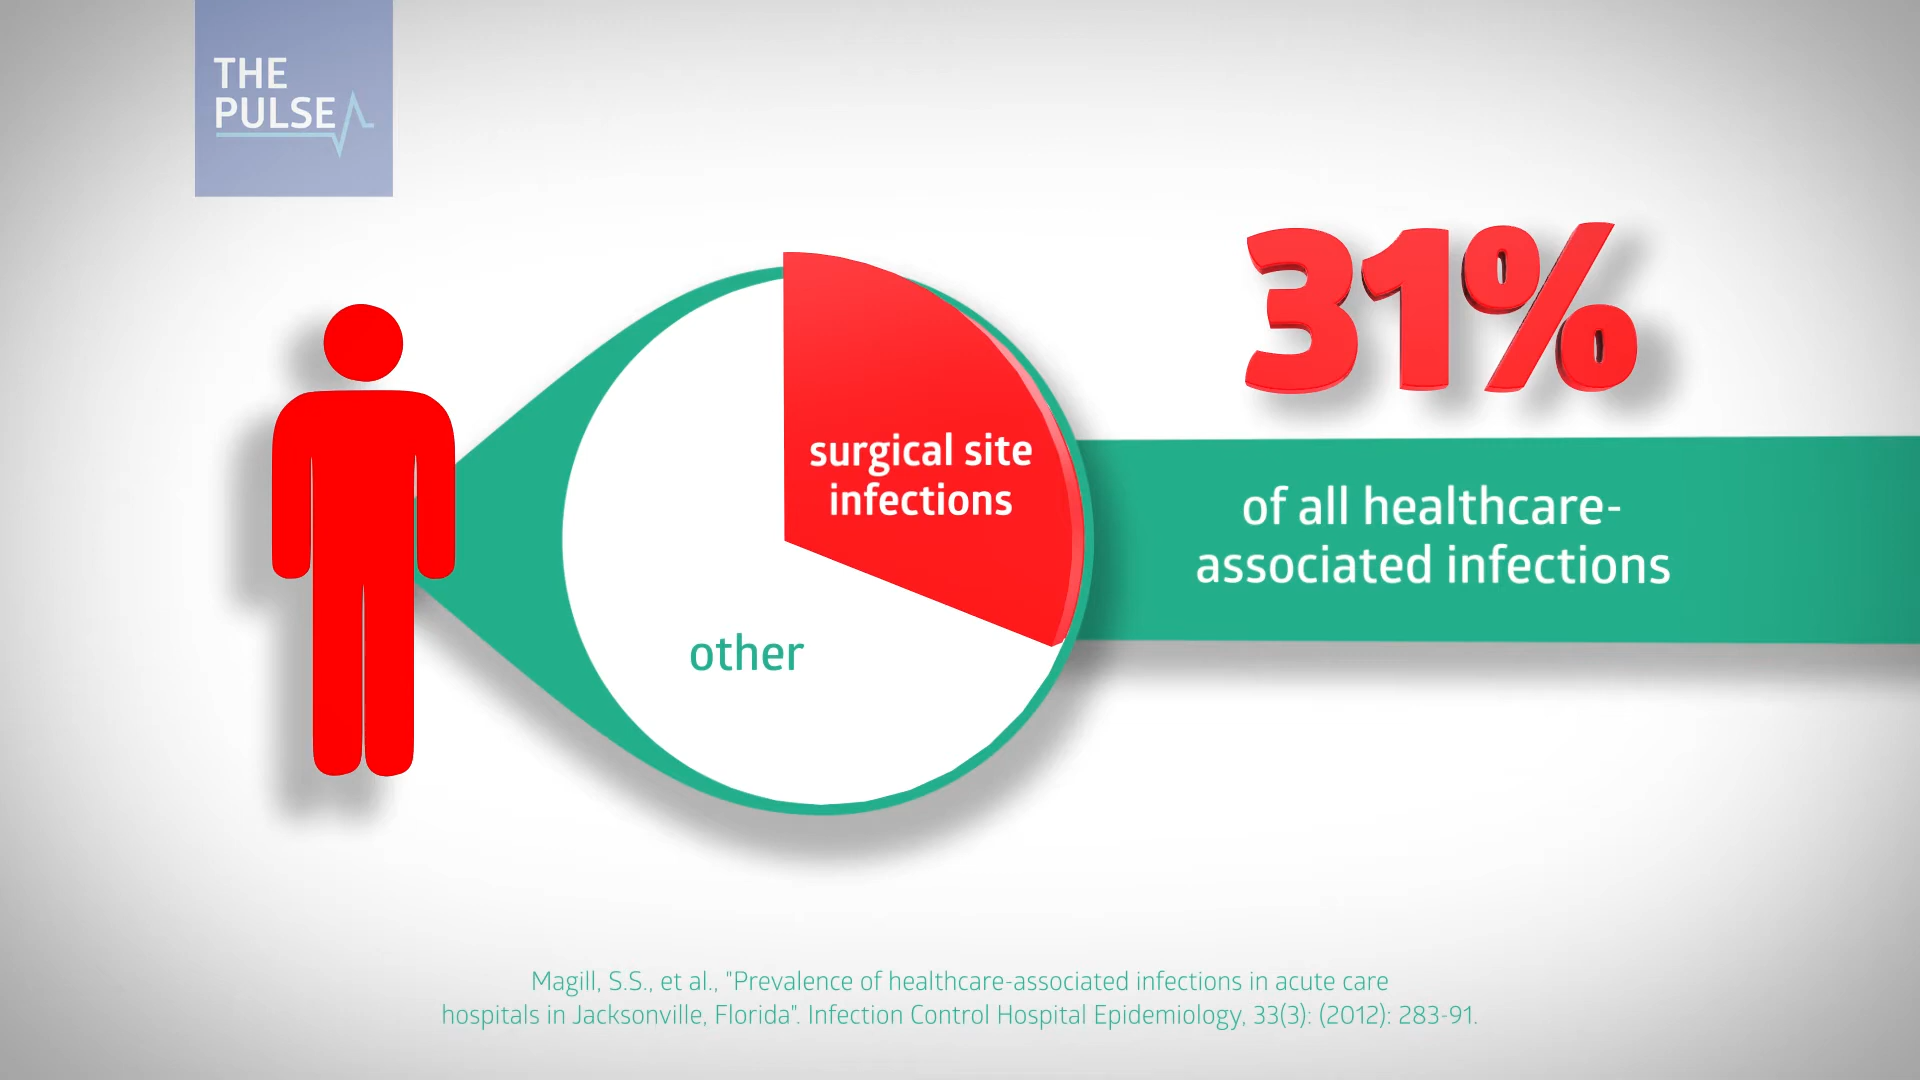 THE
PULSE
31%
surgical site
infections
of all healthcare-
associated infections
other
Magill, S.S., et al., "Prevalence of healthcare-associated infections in acute care
hospitals in Jacksonville, Florida". Infection Control Hospital Epidemiology, 33(3): (2012): 283-91.